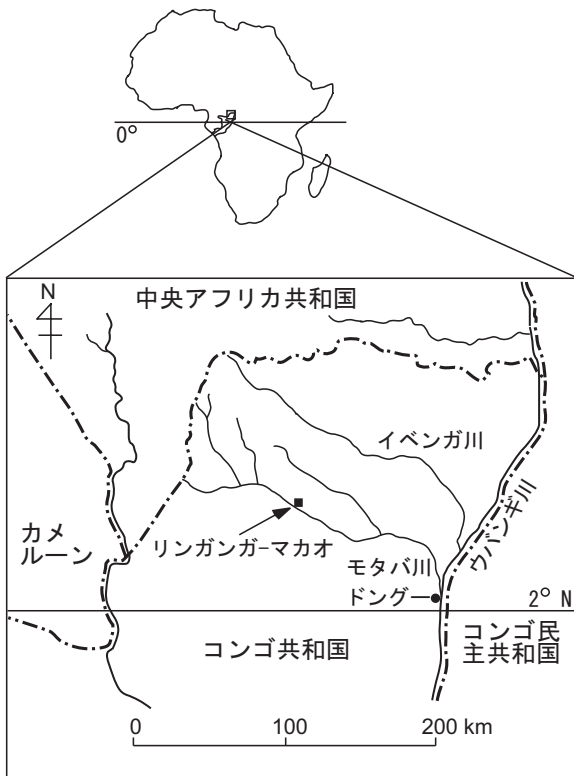 0°
中央アフリカ共和国
N
イベンガ川
ウバンギ川
カメ
ルーン
リンガンガ-マカオ
モタバ川
ドングー
2° N
コンゴ共和国
コンゴ民
主共和国
0 100 200 km